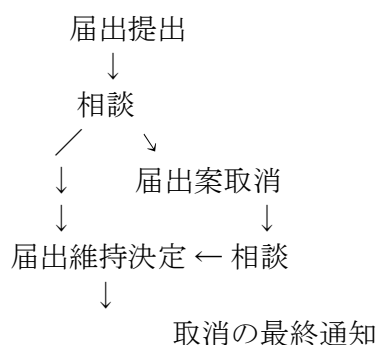 届出提出
↓
相談
／ ↘
↓ 届出案取消
↓ ↓
届出維持決定 ← 相談
↓
取消の最終通知